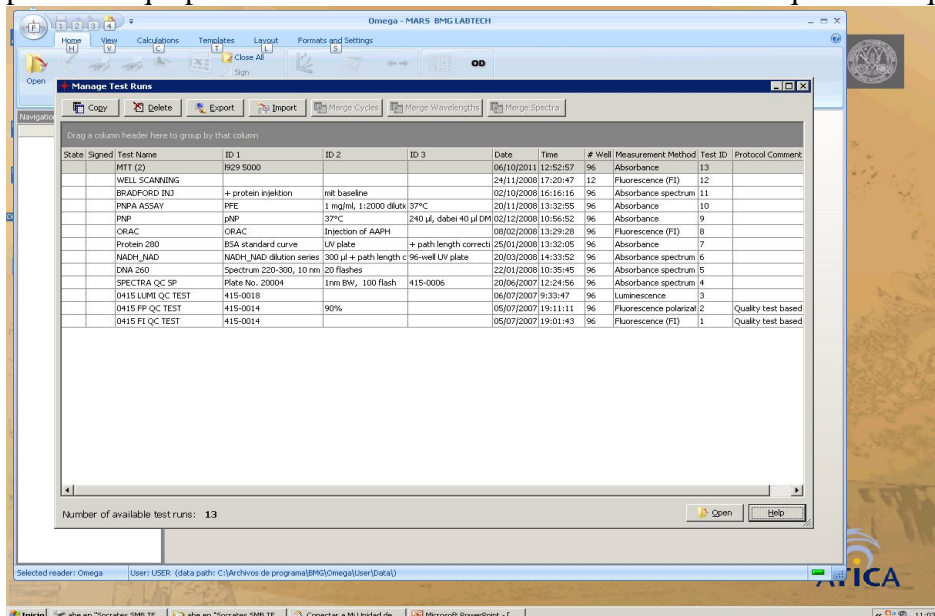 Omega - MARS BMG LABTECH
F 1 2 3 4
Home View Calculations Templates Layout Formats and Settings
H V C T L S
Close All
Sign
OD
Open
Navigation
Manage Test Runs
Copy Delete Export Import Merge Cycles Merge Wavelengths Merge Spectra
Drag a column header here to group by that column
State Signed Test Name ID 1 ID 2 ID 3 Date Time # Well Measurement Method Test ID Protocol Comment
MTT (2) l929 5000 06/10/2011 12:52:57 96 Absorbance 13
WELL SCANNING 24/11/2008 17:20:47 12 Fluorescence (FI) 12
BRADFORD INJ + protein injektion mit baseline 02/10/2008 16:16:16 96 Absorbance spectrum 11
PNPA ASSAY PFE 1 mg/ml, 1:2000 diluti 37°C 20/11/2008 13:32:55 96 Absorbance 10
PNP pNP 37°C 240 µl, dabei 40 µl DM 02/12/2008 10:56:52 96 Absorbance 9
ORAC ORAC Injection of AAPH 08/02/2008 13:29:28 96 Fluorescence (FI) 8
Protein 280 BSA standard curve UV plate + path length correcti 25/01/2008 13:32:05 96 Absorbance 7
NADH_NAD NADH_NAD dilution series 300 µl + path length c 96-well UV plate 20/03/2008 14:33:52 96 Absorbance spectrum 6
DNA 260 Spectrum 220-300, 10 nm 20 flashes 22/01/2008 10:35:45 96 Absorbance spectrum 5
SPECTRA QC SP Plate No. 20004 1nm BW, 100 flash 415-0006 20/06/2007 12:24:56 96 Absorbance spectrum 4
0415 LUMI QC TEST 415-0018 06/07/2007 9:33:47 96 Luminescence 3
0415 FP QC TEST 415-0014 90% 05/07/2007 19:11:11 96 Fluorescence polarizat 2 Quality test based
0415 FI QC TEST 415-0014 05/07/2007 19:01:43 96 Fluorescence (FI) 1 Quality test based
Number of available test runs: 13
Open Help
Selected reader: Omega User: USER (data path: C:\Archivos de programa\BMG\Omega\User\Data\)
ATICA
Inicio Conectar a Mi Unidad de Microsoft PowerPoint - [ 11:03